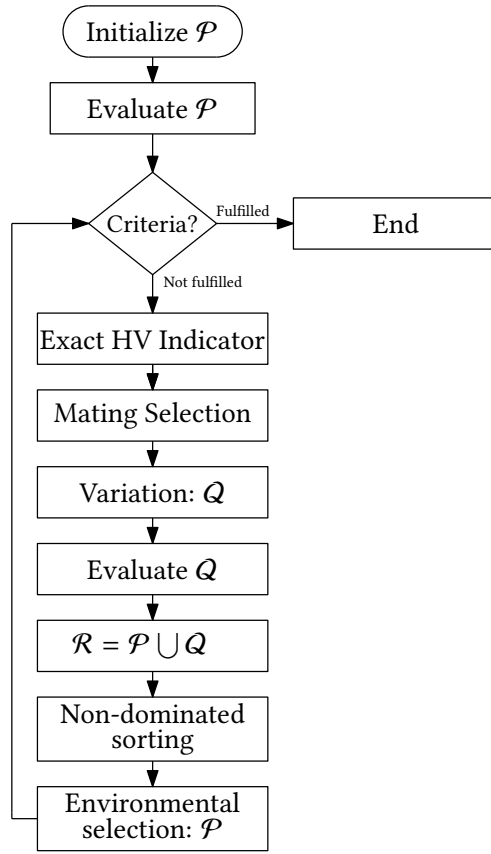 Initialize 𝒫
Evaluate 𝒫
Criteria?
Fulfilled
End
Not fulfilled
Exact HV Indicator
Mating Selection
Variation: 𝒬
Evaluate 𝒬
ℛ = 𝒫 ⋃ 𝒬
Non-dominated
sorting
Environmental
selection: 𝒫